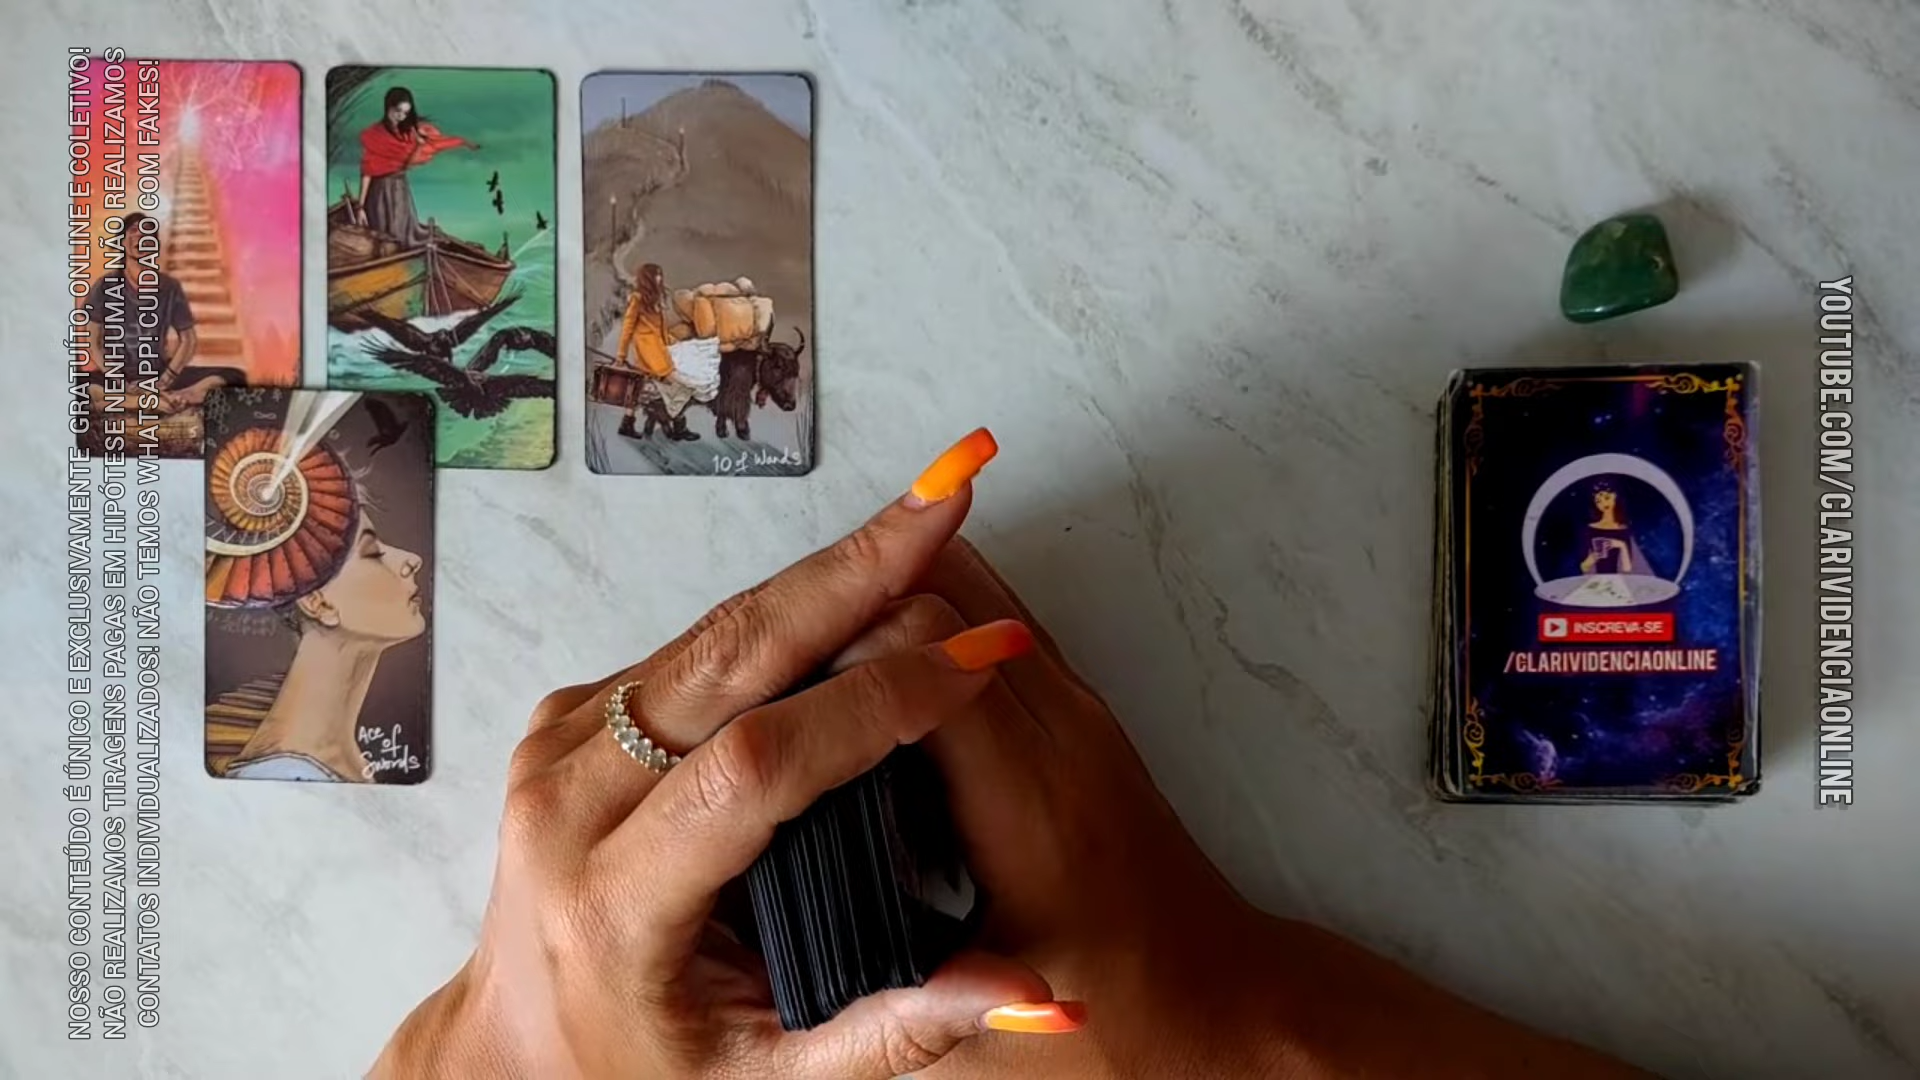 NOSSO CONTEÚDO É ÚNICO E EXCLUSIVAMENTE GRATUÍTO, ONLINE E COLETIVO!
NÃO REALIZAMOS TIRAGENS PAGAS EM HIPÓTESE NENHUMA! NÃO REALIZAMOS
CONTATOS INDIVIDUALIZADOS! NÃO TEMOS WHATSAPP! CUIDADO COM FAKES!
10 of Wands
Ace
of
Swords
INSCREVA-SE
/CLARIVIDENCIAONLINE
YOUTUBE.COM/CLARIVIDENCIAONLINE